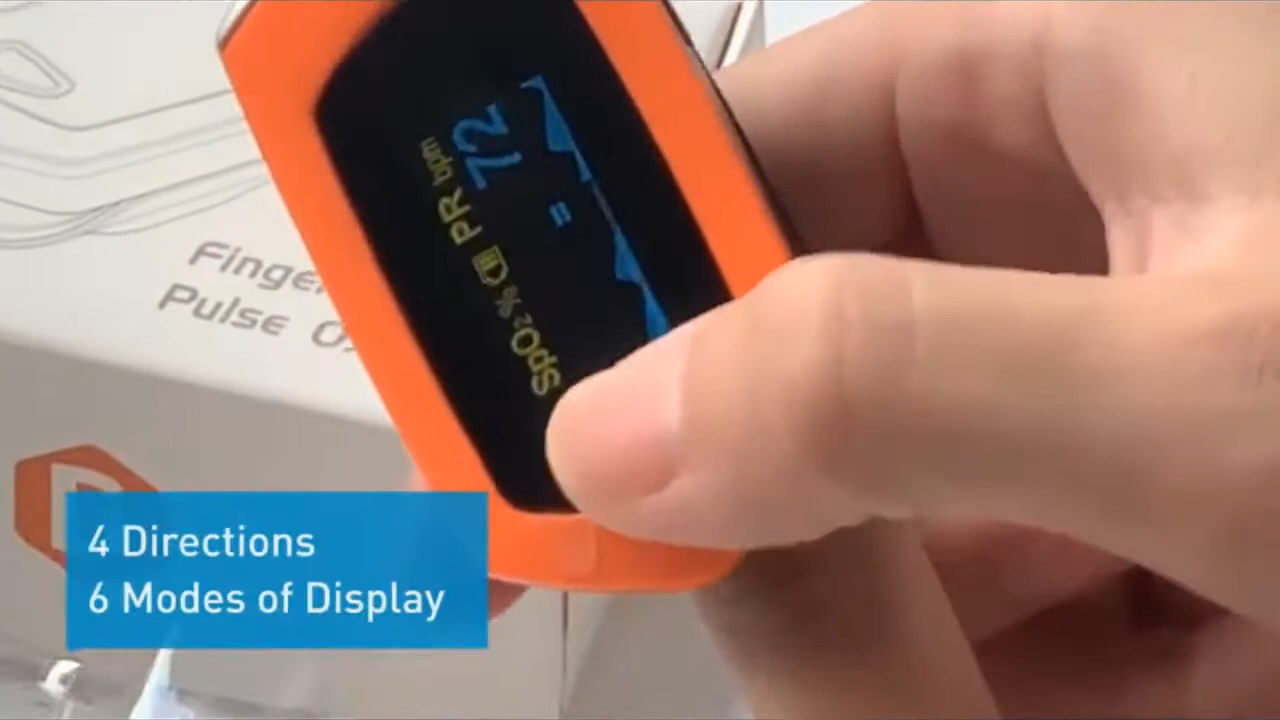 Finger
Pulse
SpO₂% PR bpm
72
4 Directions
6 Modes of Display